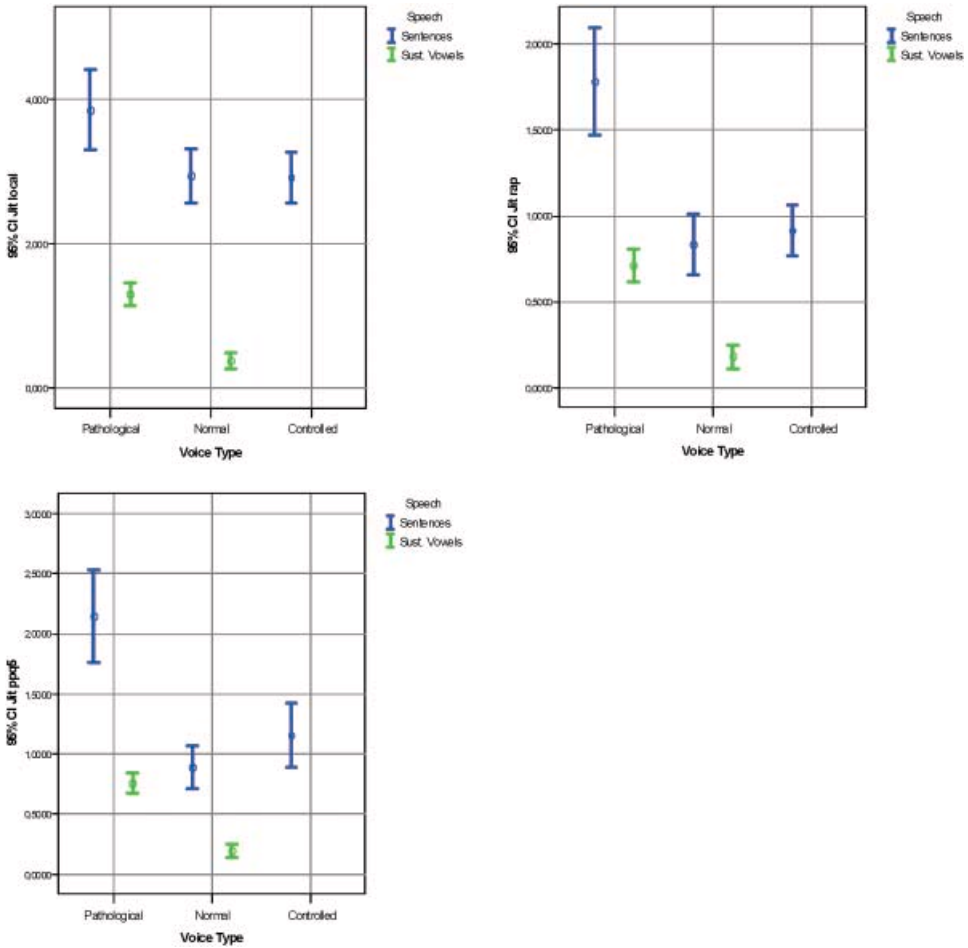 Speech
Sentences
Sust. Vowels
95% CI Jit local
4,000
2,000
0,000
Pathological
Normal
Controlled
Voice Type
Speech
Sentences
Sust. Vowels
95% CI Jit rap
2,0000
1,5000
1,0000
0,5000
0,0000
Pathological
Normal
Controlled
Voice Type
Speech
Sentences
Sust. Vowels
95% CI Jit ppq5
3,0000
2,5000
2,0000
1,5000
1,0000
0,5000
0,0000
Pathological
Normal
Controlled
Voice Type